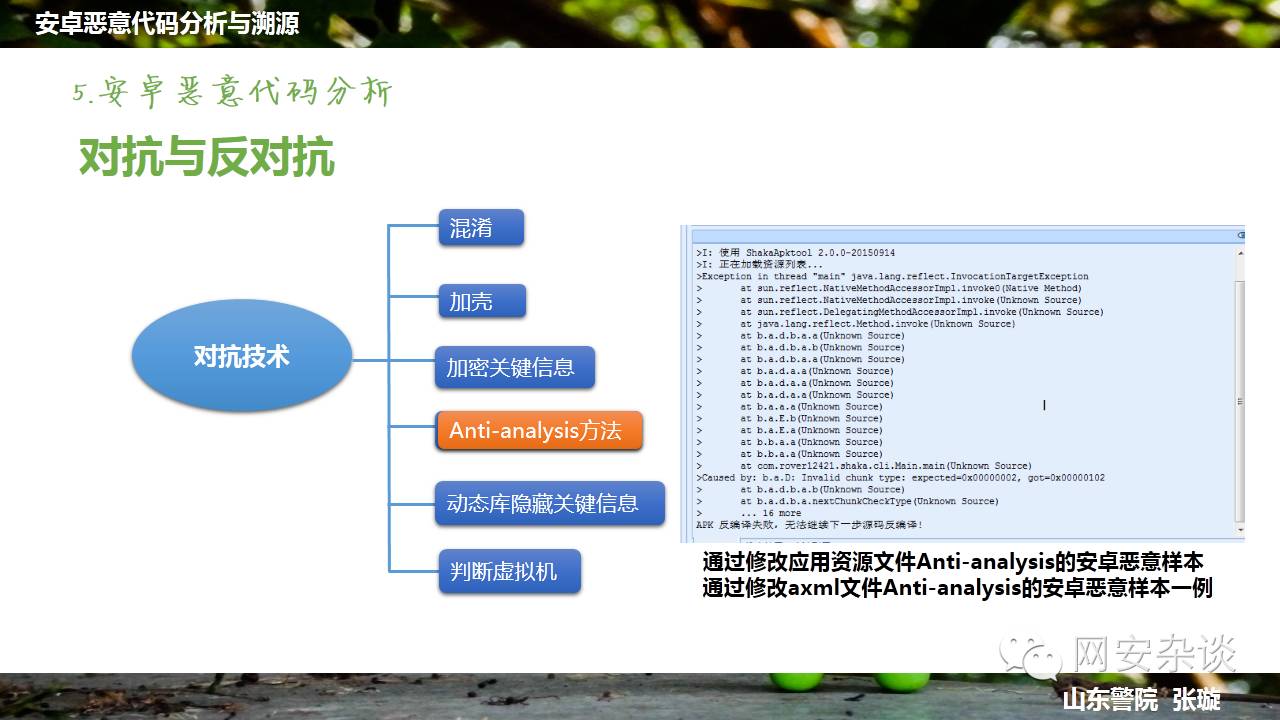 安卓恶意代码分析与溯源
5.安卓恶意代码分析
对抗与反对抗
对抗技术
混淆
加壳
加密关键信息
Anti-analysis方法
动态库隐藏关键信息
判断虚拟机
>I: 使用 ShakaApktool 2.0.0-20150914
>I: 正在加载资源列表...
>Exception in thread "main" java.lang.reflect.InvocationTargetException
> at sun.reflect.NativeMethodAccessorImpl.invoke0(Native Method)
> at sun.reflect.NativeMethodAccessorImpl.invoke(Unknown Source)
> at sun.reflect.DelegatingMethodAccessorImpl.invoke(Unknown Source)
> at java.lang.reflect.Method.invoke(Unknown Source)
> at b.a.d.b.a.a(Unknown Source)
> at b.a.d.b.a.b(Unknown Source)
> at b.a.d.b.a.a(Unknown Source)
> at b.a.d.a.a(Unknown Source)
> at b.a.d.a.a(Unknown Source)
> at b.a.d.a.a(Unknown Source)
> at b.a.a.a(Unknown Source)
> at b.a.E.b(Unknown Source)
> at b.a.E.a(Unknown Source)
> at b.b.a.a(Unknown Source)
> at b.b.a.a(Unknown Source)
> at com.rover12421.shaka.cli.Main.main(Unknown Source)
>Caused by: b.a.D: Invalid chunk type: expected=0x00000002, got=0x00000102
> at b.a.d.b.a.b(Unknown Source)
> at b.a.d.b.a.nextChunkCheckType(Unknown Source)
> ... 16 more
APK 反编译失败，无法继续下一步源码反编译!
通过修改应用资源文件Anti-analysis的安卓恶意样本
通过修改axml文件Anti-analysis的安卓恶意样本一例
网安杂谈
山东警院 张璇